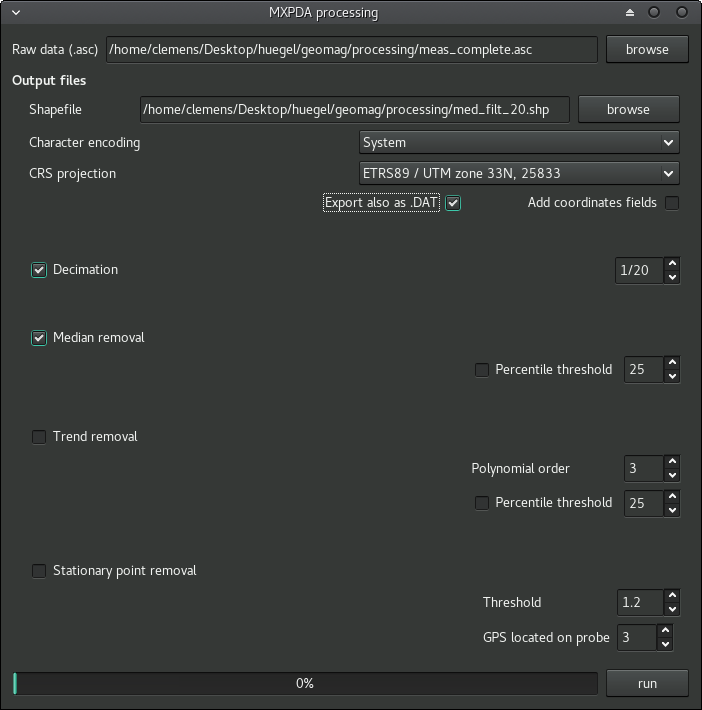 MXPDA processing
Raw data (.asc) /home/clemens/Desktop/huegel/geomag/processing/meas_complete.asc browse
Output files
Shapefile /home/clemens/Desktop/huegel/geomag/processing/med_filt_20.shp browse
Character encoding System
CRS projection ETRS89 / UTM zone 33N, 25833
Export also as .DAT Add coordinates fields
Decimation 1/20
Median removal
Percentile threshold 25
Trend removal
Polynomial order 3
Percentile threshold 25
Stationary point removal
Threshold 1.2
GPS located on probe 3
0% run